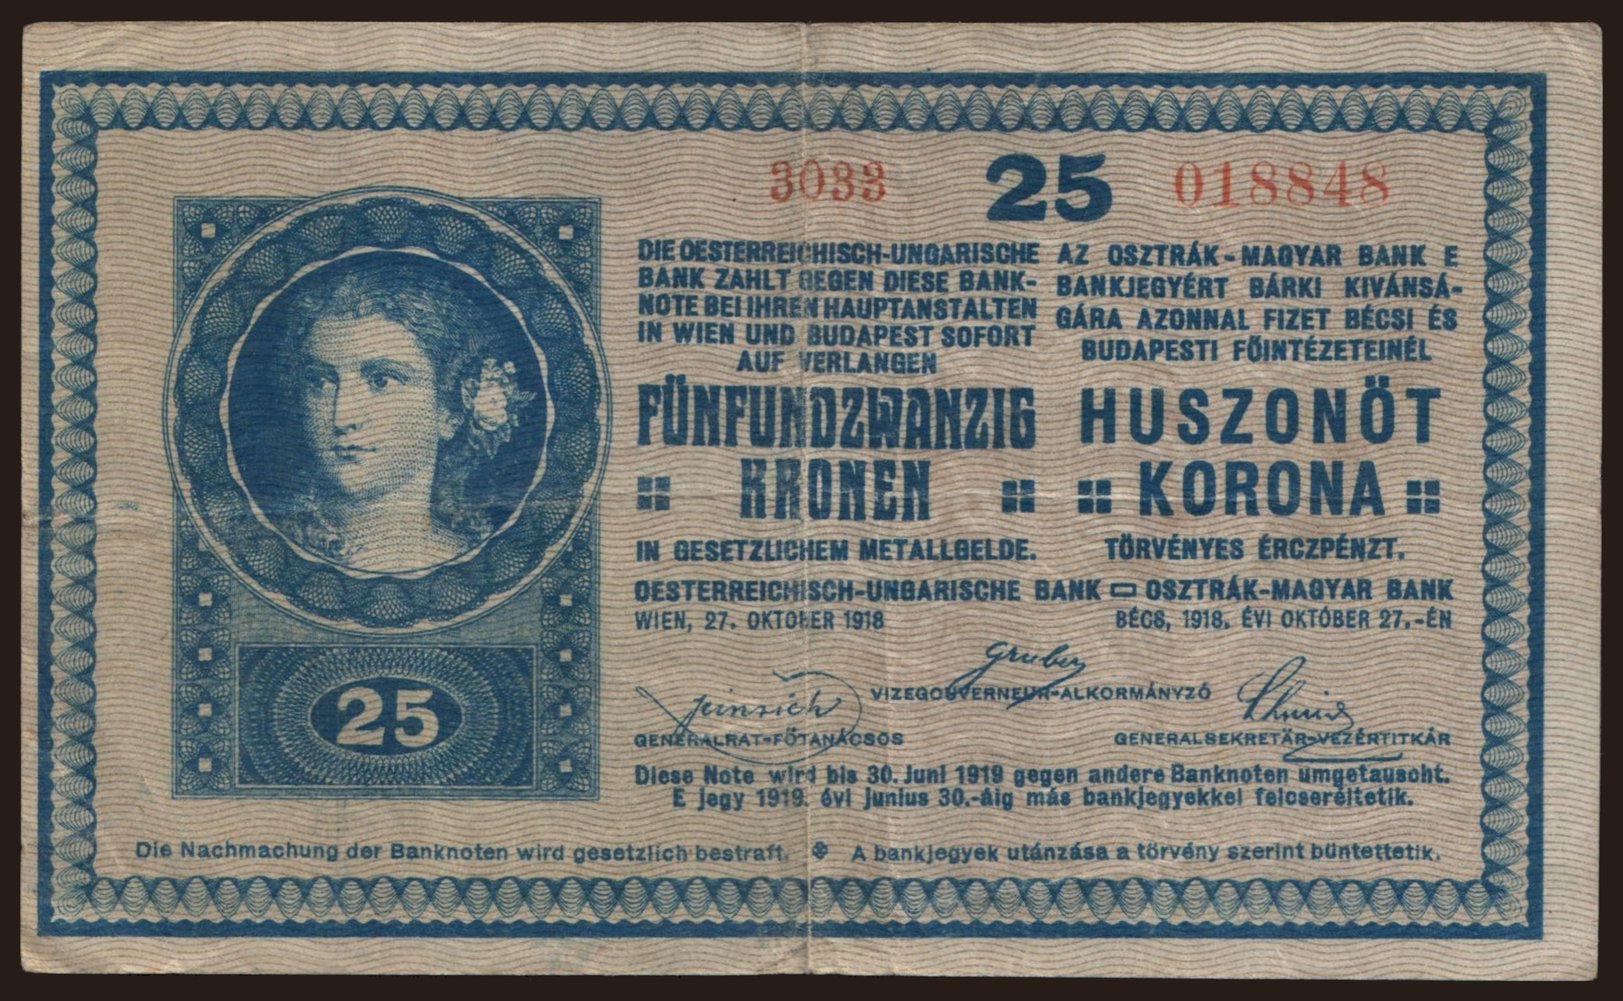 3033 25 018848
DIE OESTERREICHISCH-UNGARISCHE
BANK ZAHLT GEGEN DIESE BANK-
NOTE BEI IHREN HAUPTANSTALTEN
IN WIEN UND BUDAPEST SOFORT
AUF VERLANGEN
FÜNFUNDZWANZIG
KRONEN
IN GESETZLICHEM METALLGELDE.
AZ OSZTRÁK-MAGYAR BANK E
BANKJEGYÉRT BÁRKI KIVÁNSÁ-
GÁRA AZONNAL FIZET BÉCSI ÉS
BUDAPESTI FŐINTÉZETEINÉL
HUSZONÖT
KORONA
TÖRVÉNYES ÉRCZPÉNZT.
OESTERREICHISCH-UNGARISCHE BANK OSZTRÁK-MAGYAR BANK
WIEN, 27. OKTOBER 1918 BÉCS, 1918. ÉVI OKTÓBER 27.-ÉN
Gruber
VIZEGOUVERNEUR-ALKORMÁNYZÓ
GENERALRAT-FŐTANÁCSOS GENERALSEKRETÄR-VEZÉRTITKÁR
25
Diese Note wird bis 30. Juni 1919 gegen andere Banknoten umgetauscht.
E jegy 1919. évi junius 30.-áig más bankjegyekkel felcseréltetik.
Die Nachmachung der Banknoten wird gesetzlich bestraft. A bankjegyek utánzása a törvény szerint büntettetik.